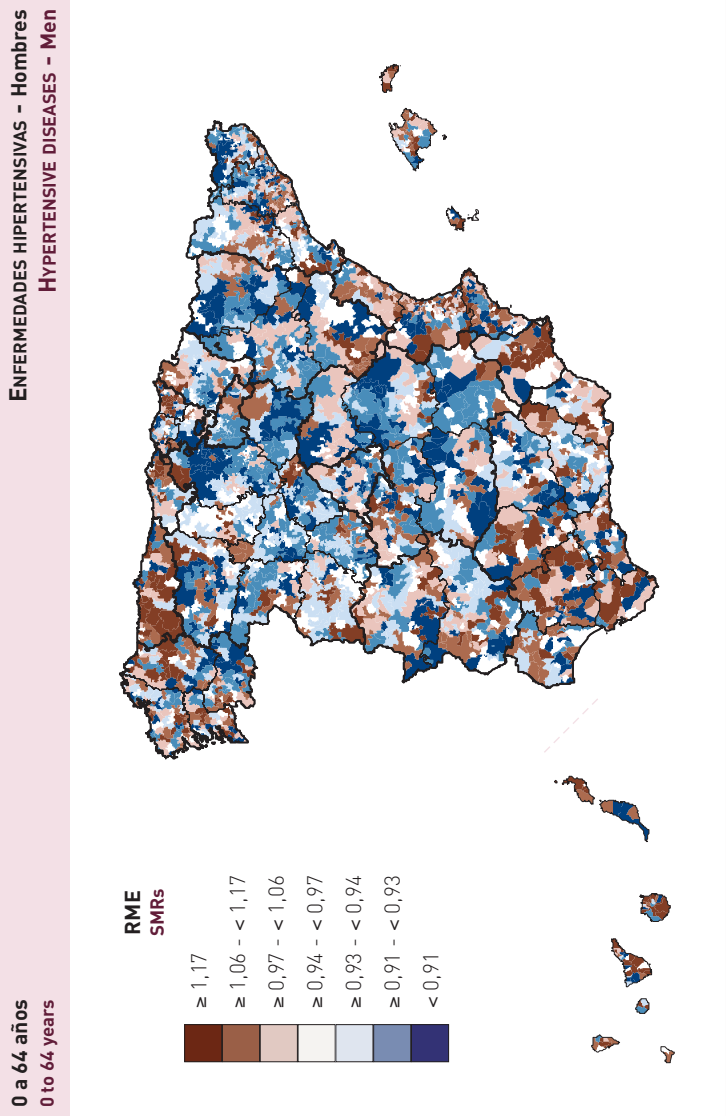 0 a 64 años
ENFERMEDADES HIPERTENSIVAS - Hombres
0 to 64 years
HYPERTENSIVE DISEASES - Men
RME
SMRs
≥ 1,17
≥ 1,06 - < 1,17
≥ 0,97 - < 1,06
≥ 0,94 - < 0,97
≥ 0,93 - < 0,94
≥ 0,91 - < 0,93
< 0,91